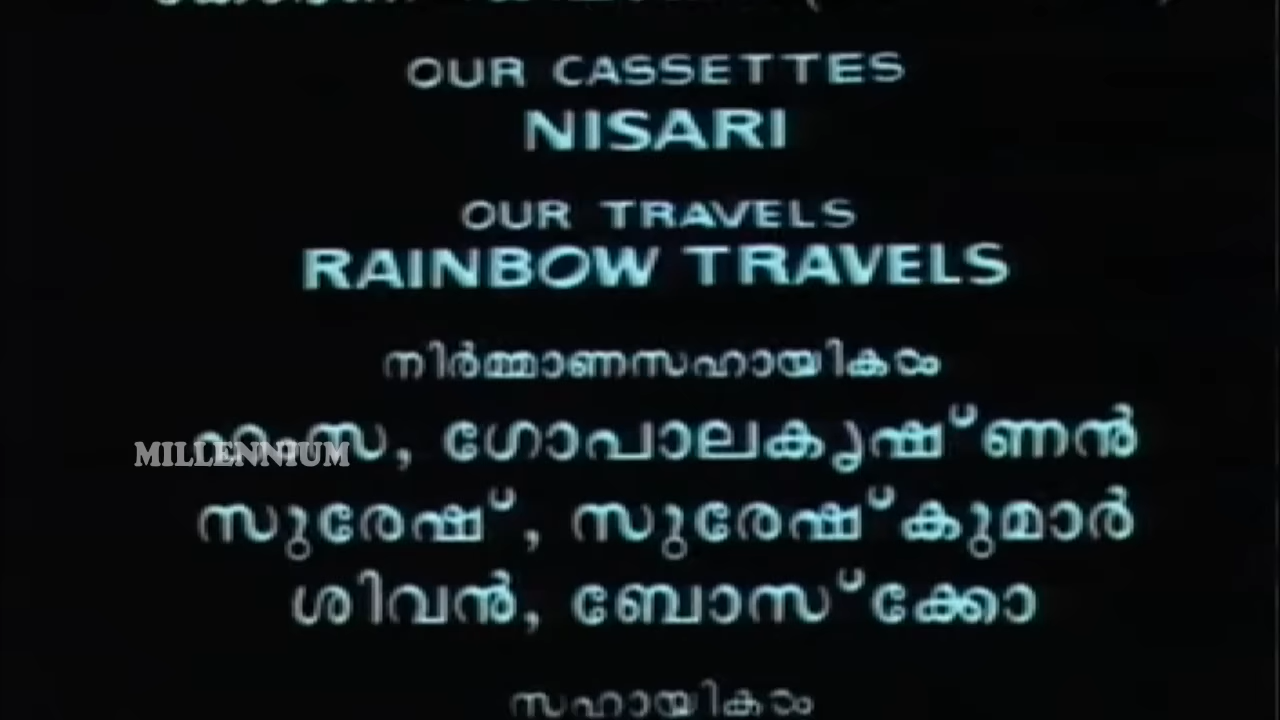 OUR CASSETTES
NISARI
OUR TRAVELS
RAINBOW TRAVELS
നിർമ്മാണസഹായികൾ
MILLENNIUM
ഹംസ, ഗോപാലകൃഷ്ണൻ
സുരേഷ്, സുരേഷ്കുമാർ
ശിവൻ, ബോസ്ക്കോ
സഹായികൾ